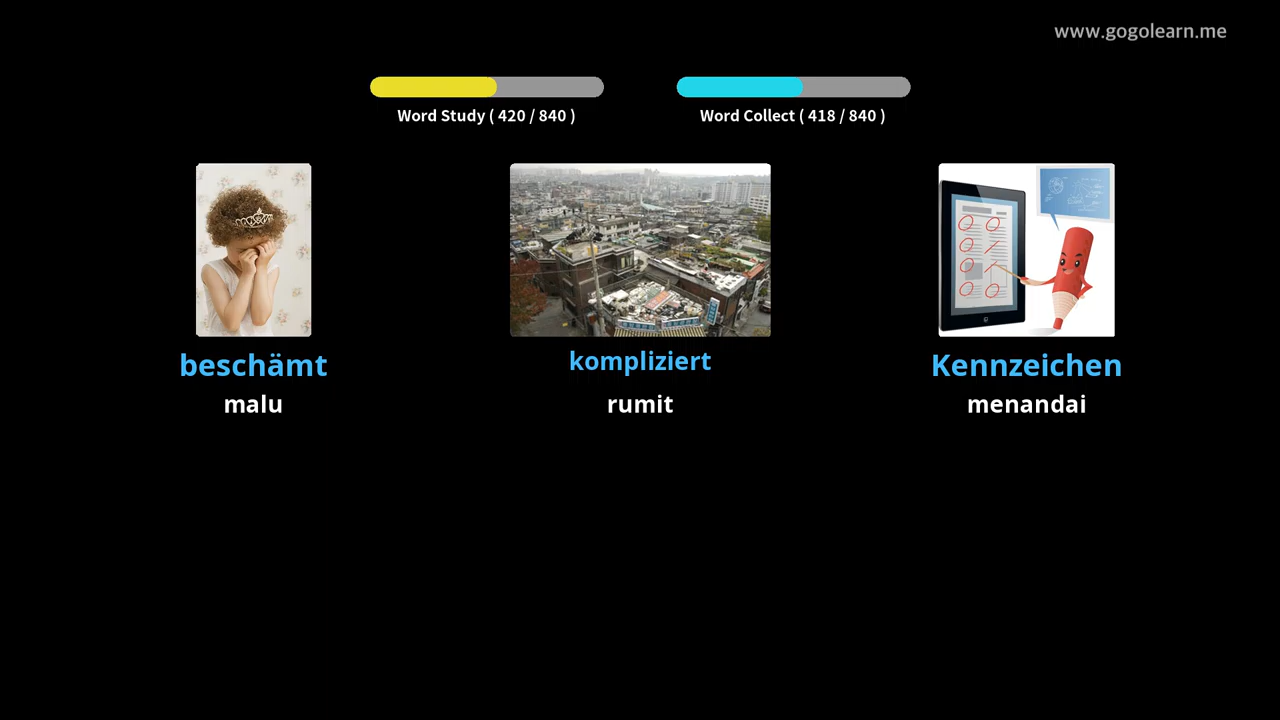 www.gogolearn.me
Word Study ( 420 / 840 )
Word Collect ( 418 / 840 )
beschämt
kompliziert
Kennzeichen
malu
rumit
menandai